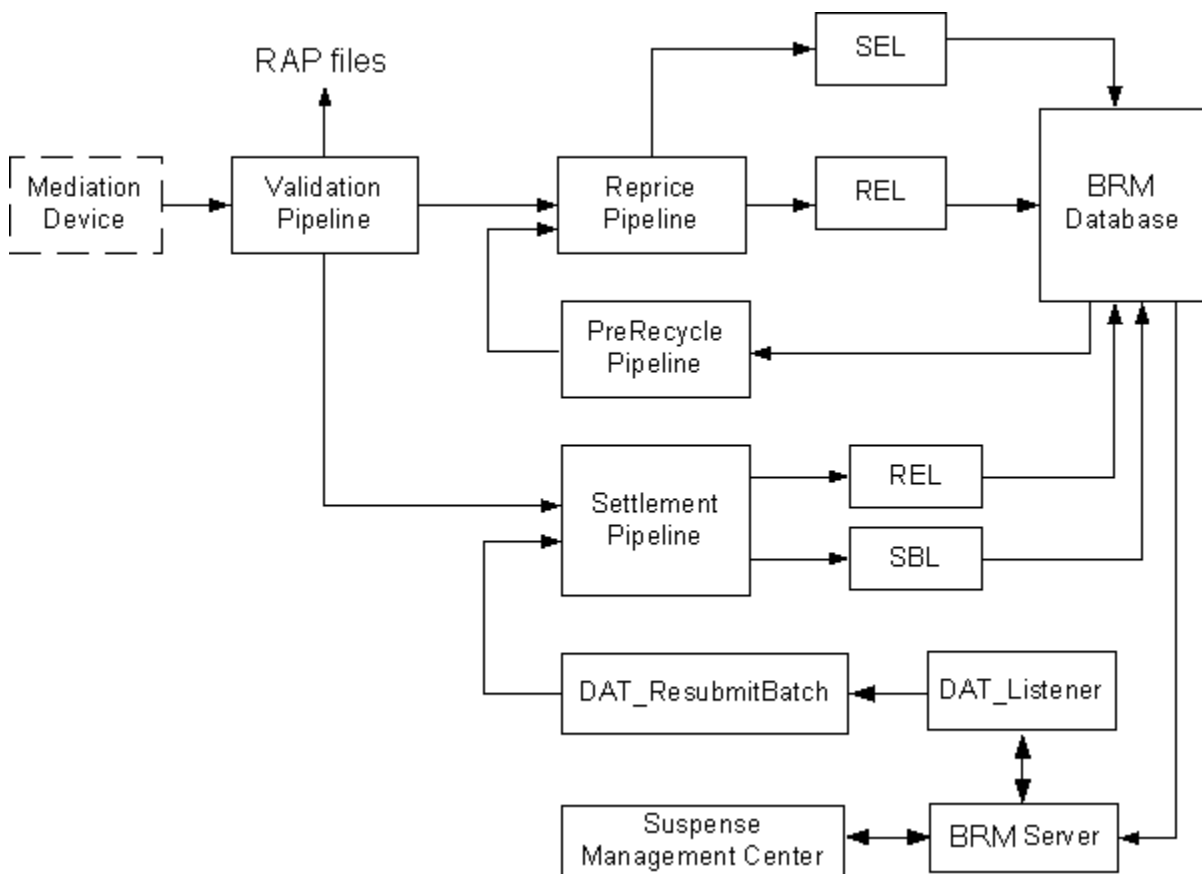 SEL
RAP files
Mediation
Device
Validation
Pipeline
Reprice
Pipeline
REL
BRM
Database
PreRecycle
Pipeline
Settlement
Pipeline
REL
SBL
DAT_ResubmitBatch
DAT_Listener
Suspense
Management Center
BRM Server